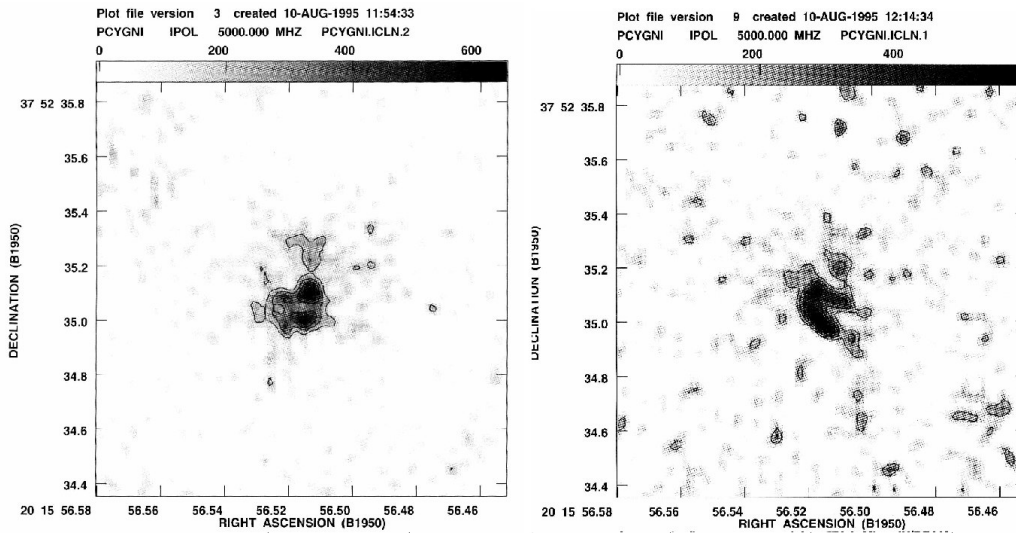 Plot file version 3 created 10-AUG-1995 11:54:33
PCYGNI IPOL 5000.000 MHZ PCYGNI.ICLN.2
0 200 400 600
37 52 35.8
35.6
35.4
35.2
35.0
34.8
34.6
34.4
DECLINATION (B1950)
20 15 56.58 56.56 56.54 56.52 56.50 56.48 56.46
RIGHT ASCENSION (B1950)
Plot file version 9 created 10-AUG-1995 12:14:34
PCYGNI IPOL 5000.000 MHZ PCYGNI.ICLN.1
0 200 400
37 52 35.8
35.6
35.4
35.2
35.0
34.8
34.6
34.4
DECLINATION (B1950)
20 15 56.58 56.56 56.54 56.52 56.50 56.48 56.46
RIGHT ASCENSION (B1950)